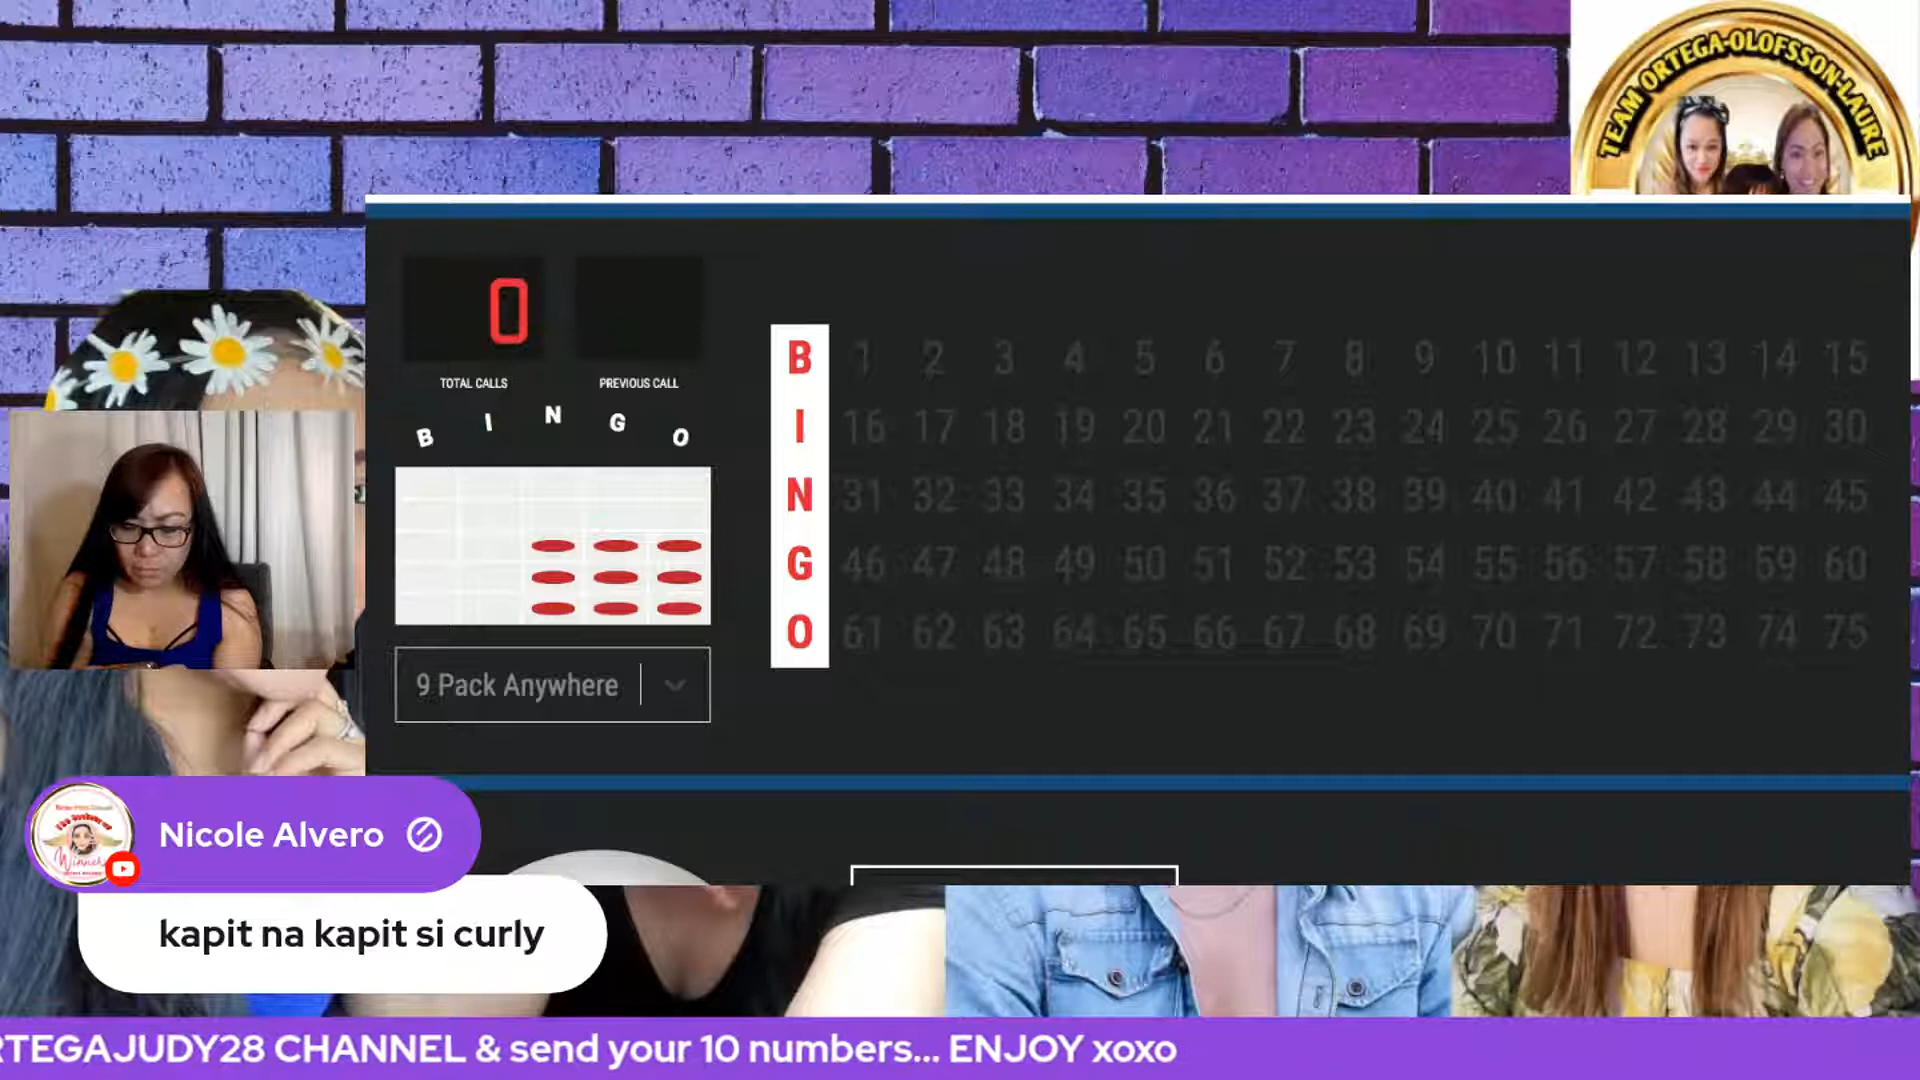 TEAM ORTEGA-OLOFSSON-LAURE
0
TOTAL CALLS
PREVIOUS CALL
B I N G O
B 1 2 3 4 5 6 7 8 9 10 11 12 13 14 15
I 16 17 18 19 20 21 22 23 24 25 26 27 28 29 30
N 31 32 33 34 35 36 37 38 39 40 41 42 43 44 45
G 46 47 48 49 50 51 52 53 54 55 56 57 58 59 60
O 61 62 63 64 65 66 67 68 69 70 71 72 73 74 75
9 Pack Anywhere
Winner
Nicole Alvero
kapit na kapit si curly
RTEGAJUDY28 CHANNEL & send your 10 numbers... ENJOY xoxo